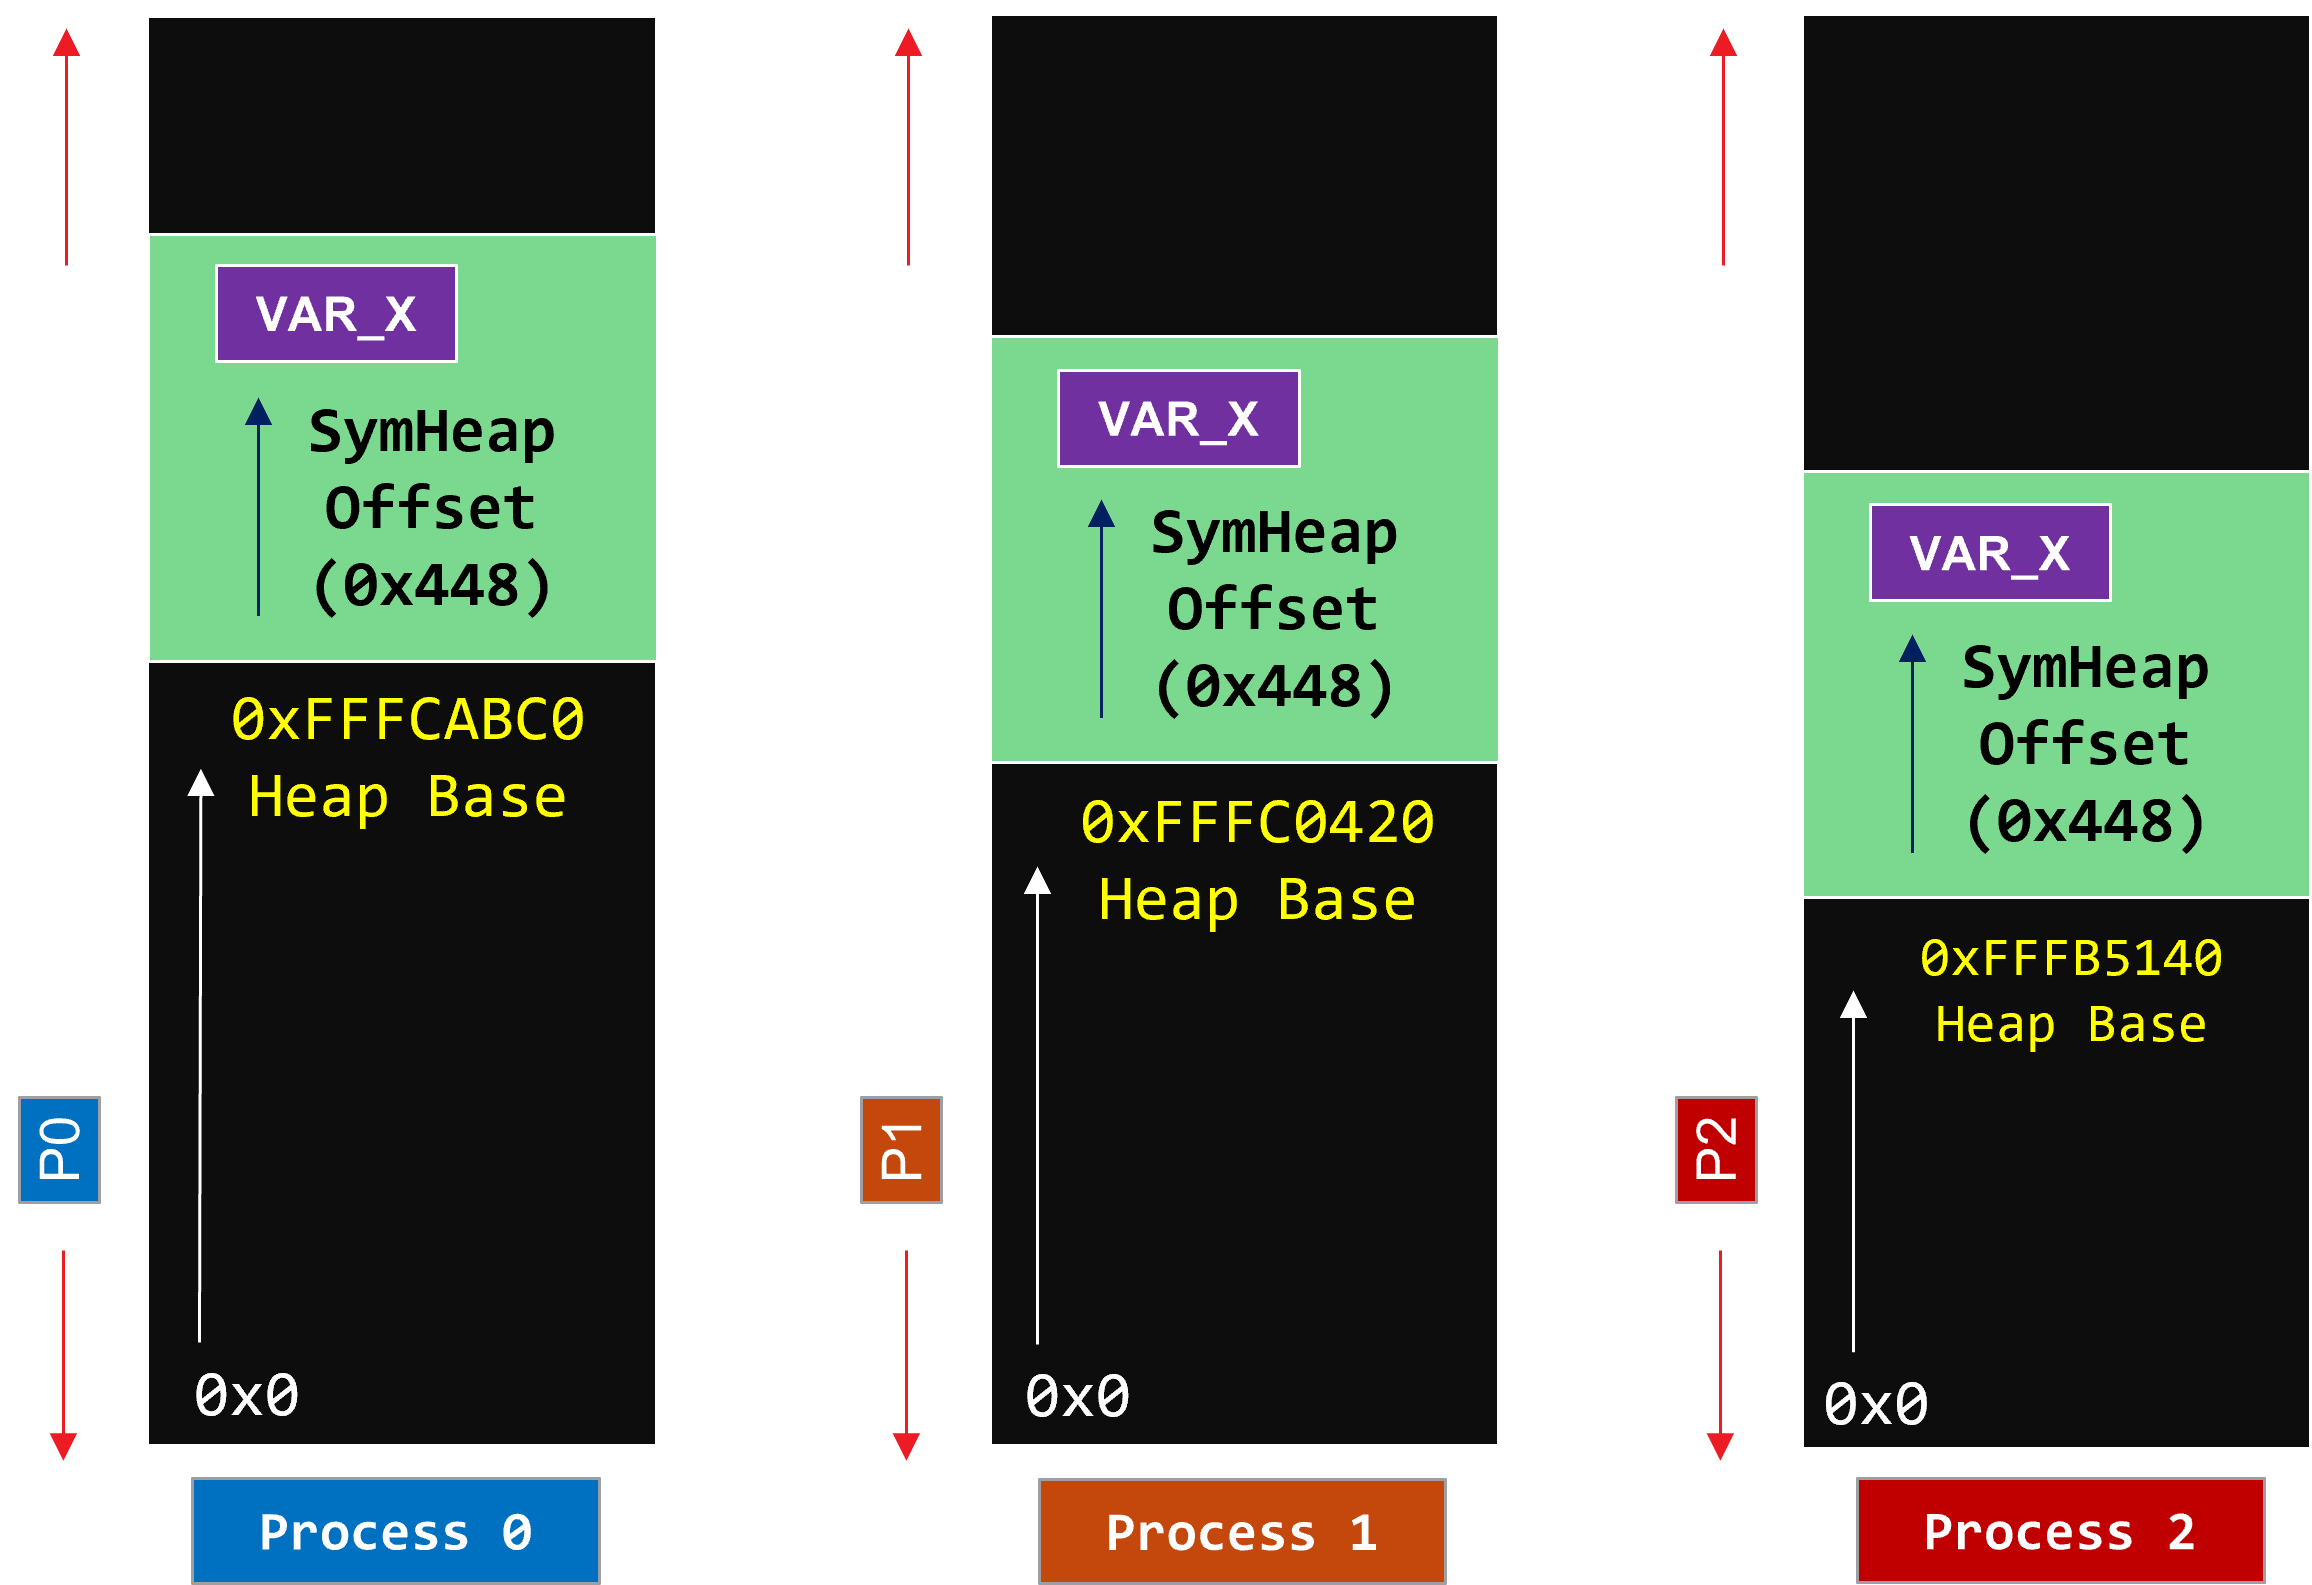 VAR_X
SymHeap
Offset
(0x448)
0xFFFCABC0
Heap Base
P0
0x0
Process 0
VAR_X
SymHeap
Offset
(0x448)
0xFFFC0420
Heap Base
P1
0x0
Process 1
VAR_X
SymHeap
Offset
(0x448)
0xFFFB5140
Heap Base
P2
0x0
Process 2